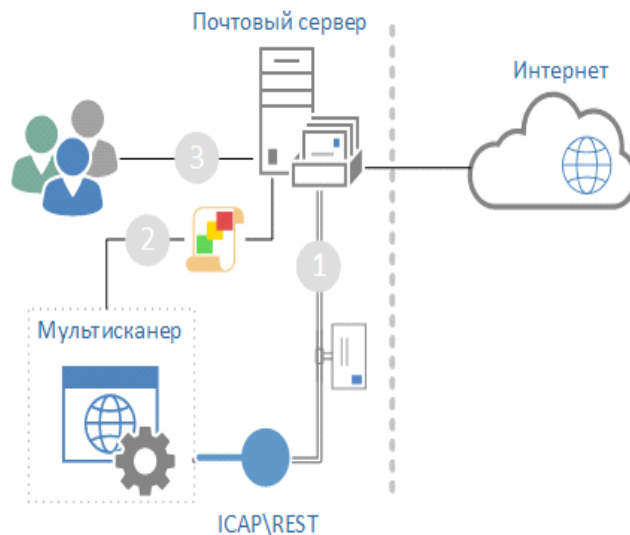 Почтовый сервер
Интернет
3
2
1
Мультисканер
ICAP\REST